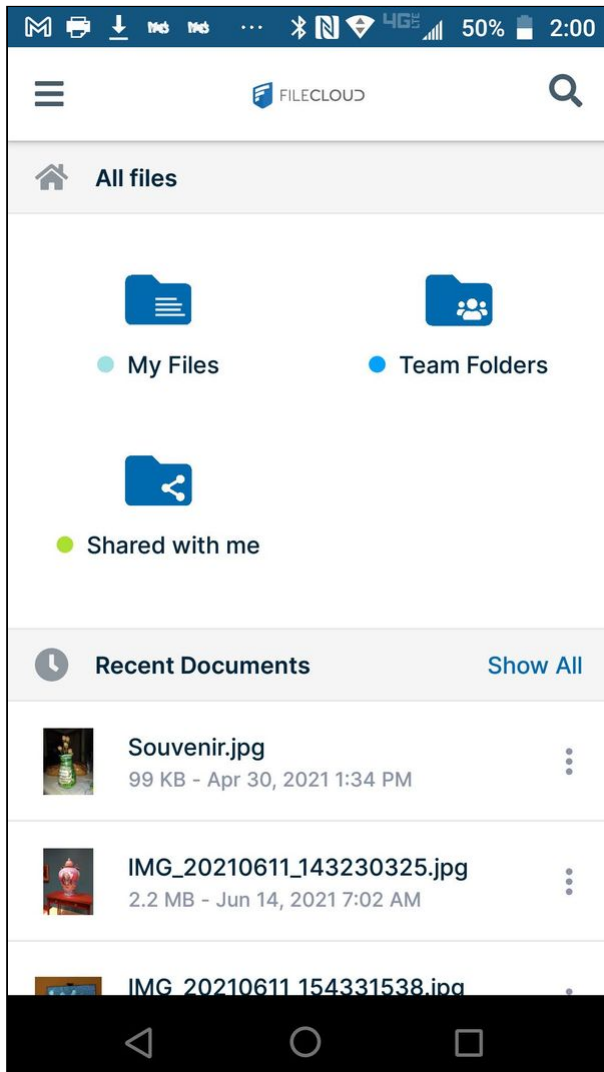 4G LTE 50% 2:00
FILECLOUD
All files
My Files
Team Folders
Shared with me
Recent Documents
Show All
Souvenir.jpg
99 KB - Apr 30, 2021 1:34 PM
IMG_20210611_143230325.jpg
2.2 MB - Jun 14, 2021 7:02 AM
IMG_20210611_154331538.jpg